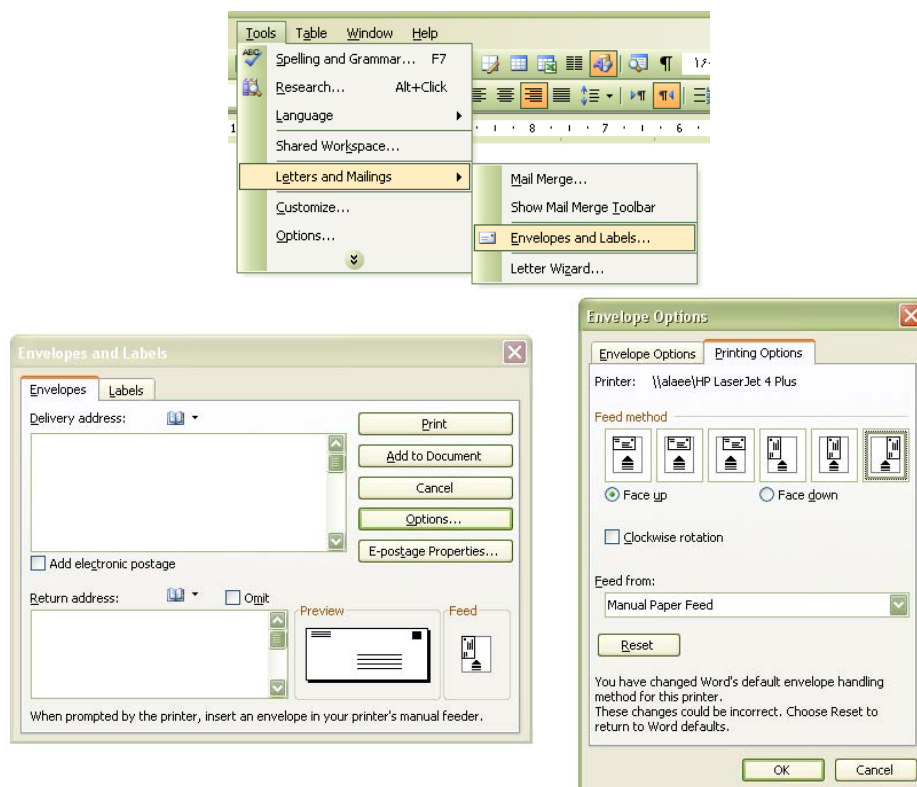 Tools Table Window Help
Spelling and Grammar... F7
Research... Alt+Click
Language
Shared Workspace...
Letters and Mailings
Customize...
Options...
Mail Merge...
Show Mail Merge Toolbar
Envelopes and Labels...
Letter Wizard...
8 7 6
Envelopes and Labels
Envelopes Labels
Delivery address:
Print
Add to Document
Cancel
Options...
E-postage Properties...
Add electronic postage
Return address: Omit
Preview Feed
When prompted by the printer, insert an envelope in your printer's manual feeder.
Envelope Options
Envelope Options Printing Options
Printer: \\alaee\HP LaserJet 4 Plus
Feed method
Face up Face down
Clockwise rotation
Feed from:
Manual Paper Feed
Reset
You have changed Word's default envelope handling
method for this printer.
These changes could be incorrect. Choose Reset to
return to Word defaults.
OK Cancel